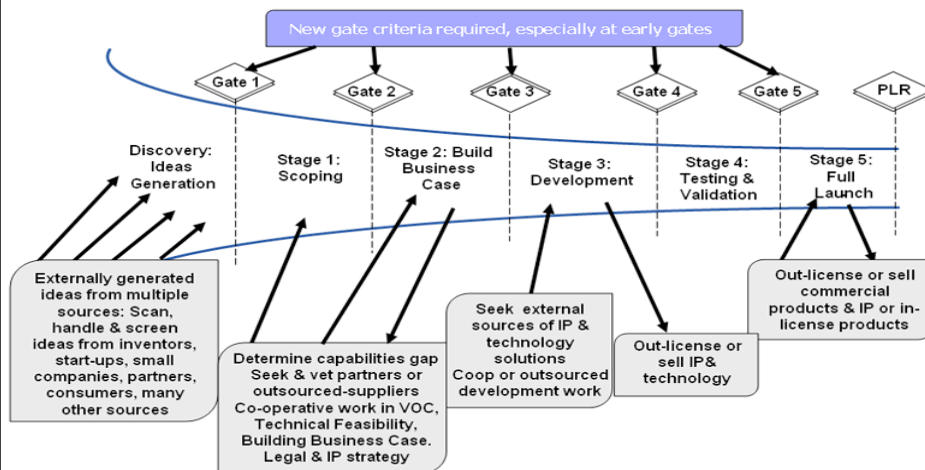 New gate criteria required, especially at early gates
Gate 1
Gate 2
Gate 3
Gate 4
Gate 5
PLR
Discovery:
Ideas
Generation
Stage 1:
Scoping
Stage 2: Build
Business
Case
Stage 3:
Development
Stage 4:
Testing &
Validation
Stage 5:
Full
Launch
Externally generated
ideas from multiple
sources: Scan,
handle & screen
ideas from inventors,
start-ups, small
companies, partners,
consumers, many
other sources
Determine capabilities gap
Seek & vet partners or
outsourced-suppliers
Co-operative work in VOC,
Technical Feasibility,
Building Business Case.
Legal & IP strategy
Seek external
sources of IP &
technology
solutions
Coop or outsourced
development work
Out-license or
sell IP&
technology
Out-license or sell
commercial
products & IP or in-
license products